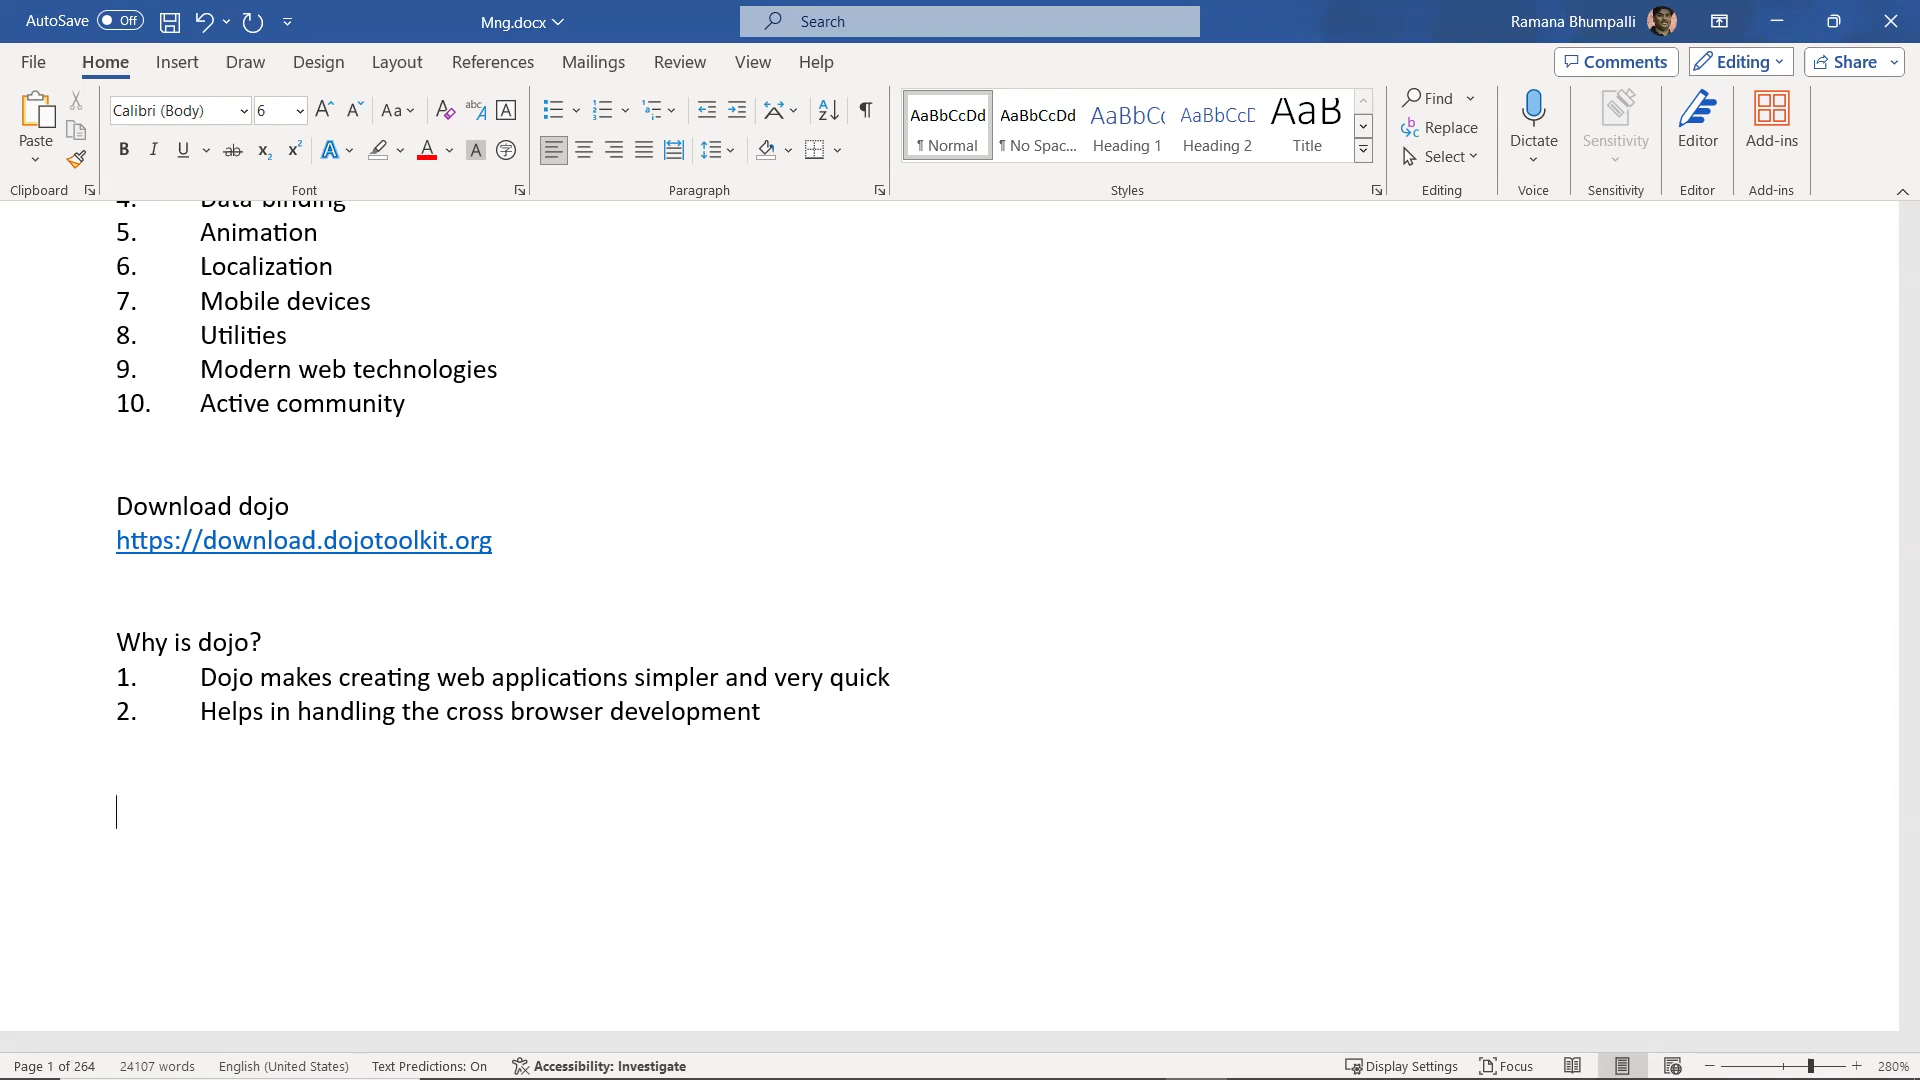 AutoSave Off
Mng.docx
Search
Ramana Bhumpalli
File Home Insert Draw Design Layout References Mailings Review View Help
Comments Editing Share
Paste
Clipboard
Calibri (Body) 6
Aa
Font
Paragraph
AaBbCcDd AaBbCcDd AaBbCc AaBbCcD AaB
¶ Normal ¶ No Spac... Heading 1 Heading 2 Title
Styles
Find
Replace
Select
Editing
Dictate
Voice
Sensitivity
Sensitivity
Editor
Editor
Add-ins
Add-ins
4. Data binding
5. Animation
6. Localization
7. Mobile devices
8. Utilities
9. Modern web technologies
10. Active community
Download dojo
https://download.dojotoolkit.org
Why is dojo?
1. Dojo makes creating web applications simpler and very quick
2. Helps in handling the cross browser development
Page 1 of 264 24107 words English (United States) Text Predictions: On Accessibility: Investigate Display Settings Focus 280%